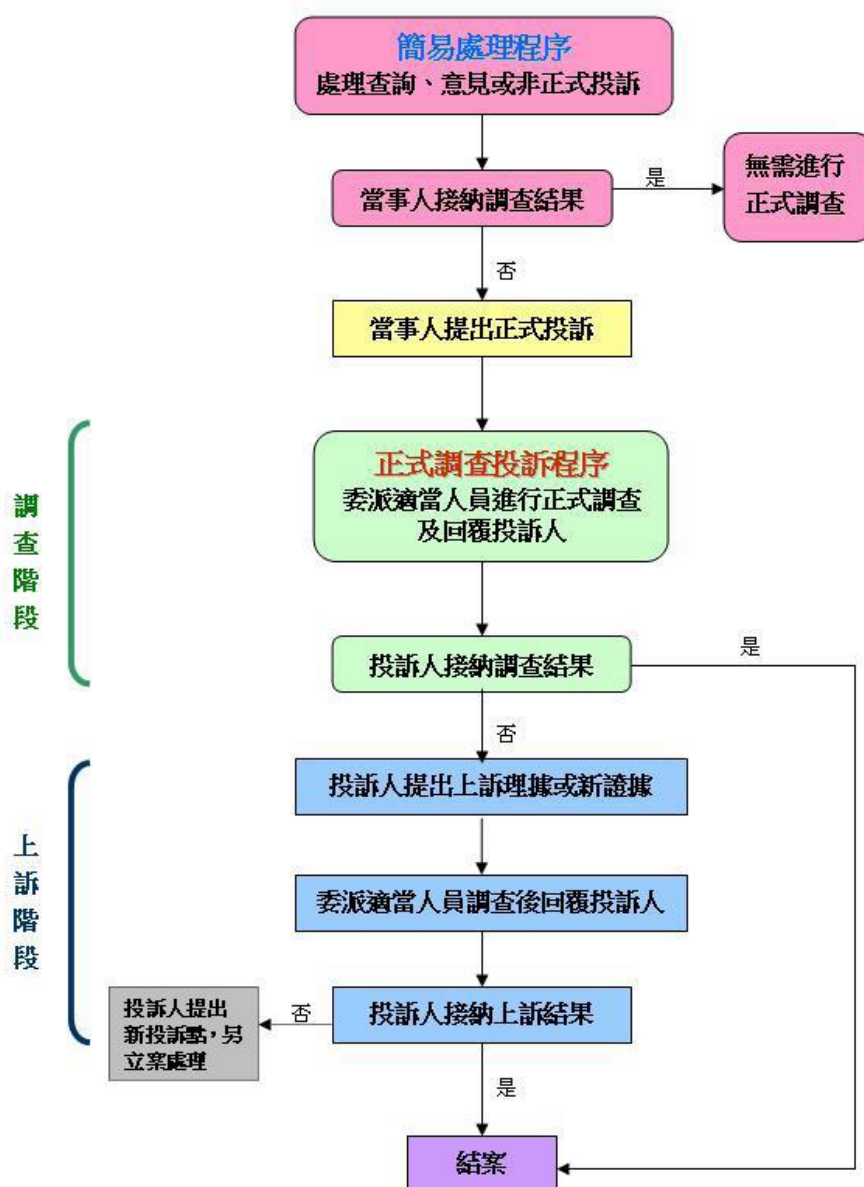 簡易處理程序
處理查詢、意見或非正式投訴
當事人接納調查結果
是
無需進行
正式調查
否
當事人提出正式投訴
調查階段
正式調查投訴程序
委派適當人員進行正式調查
及回覆投訴人
投訴人接納調查結果
是
否
上訴階段
投訴人提出上訴理據或新證據
委派適當人員調查後回覆投訴人
投訴人接納上訴結果
否
投訴人提出
新投訴點，另
立案處理
是
結案